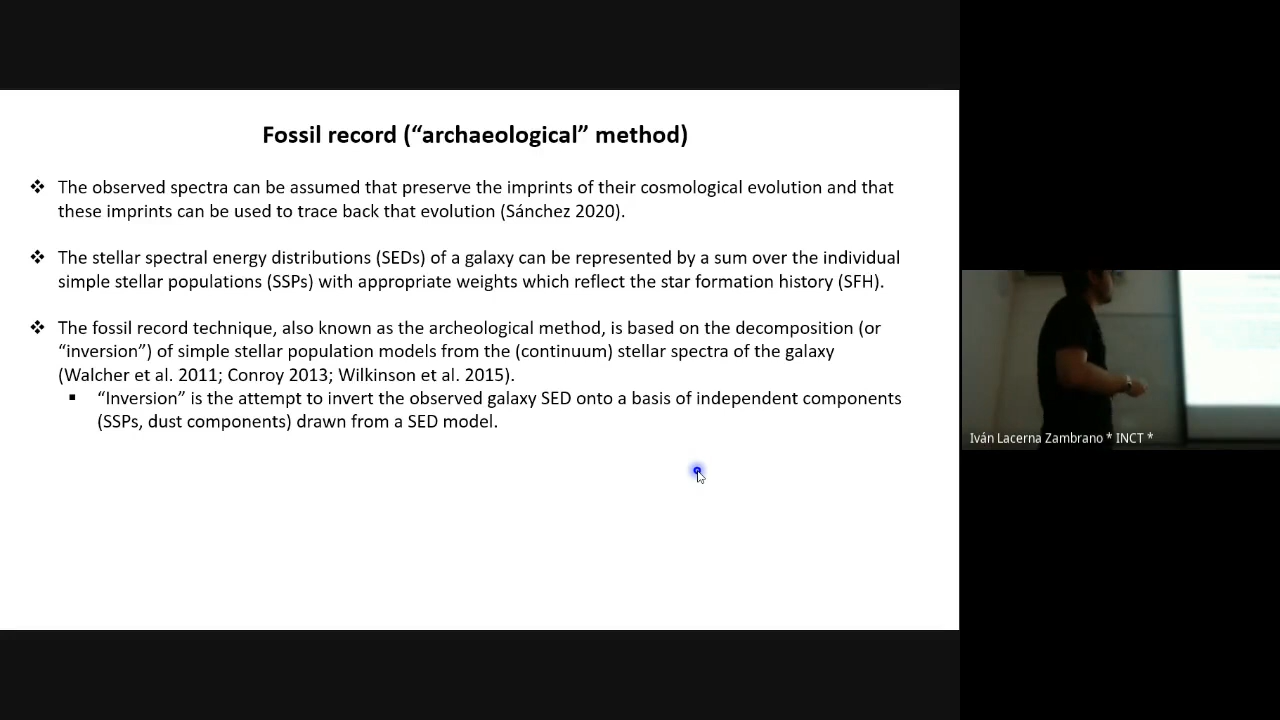 Fossil record (“archaeological” method)
❖ The observed spectra can be assumed that preserve the imprints of their cosmological evolution and that
these imprints can be used to trace back that evolution (Sánchez 2020).
❖ The stellar spectral energy distributions (SEDs) of a galaxy can be represented by a sum over the individual
simple stellar populations (SSPs) with appropriate weights which reflect the star formation history (SFH).
❖ The fossil record technique, also known as the archeological method, is based on the decomposition (or
“inversion”) of simple stellar population models from the (continuum) stellar spectra of the galaxy
(Walcher et al. 2011; Conroy 2013; Wilkinson et al. 2015).
▪ “Inversion” is the attempt to invert the observed galaxy SED onto a basis of independent components
(SSPs, dust components) drawn from a SED model.
Iván Lacerna Zambrano * INCT *